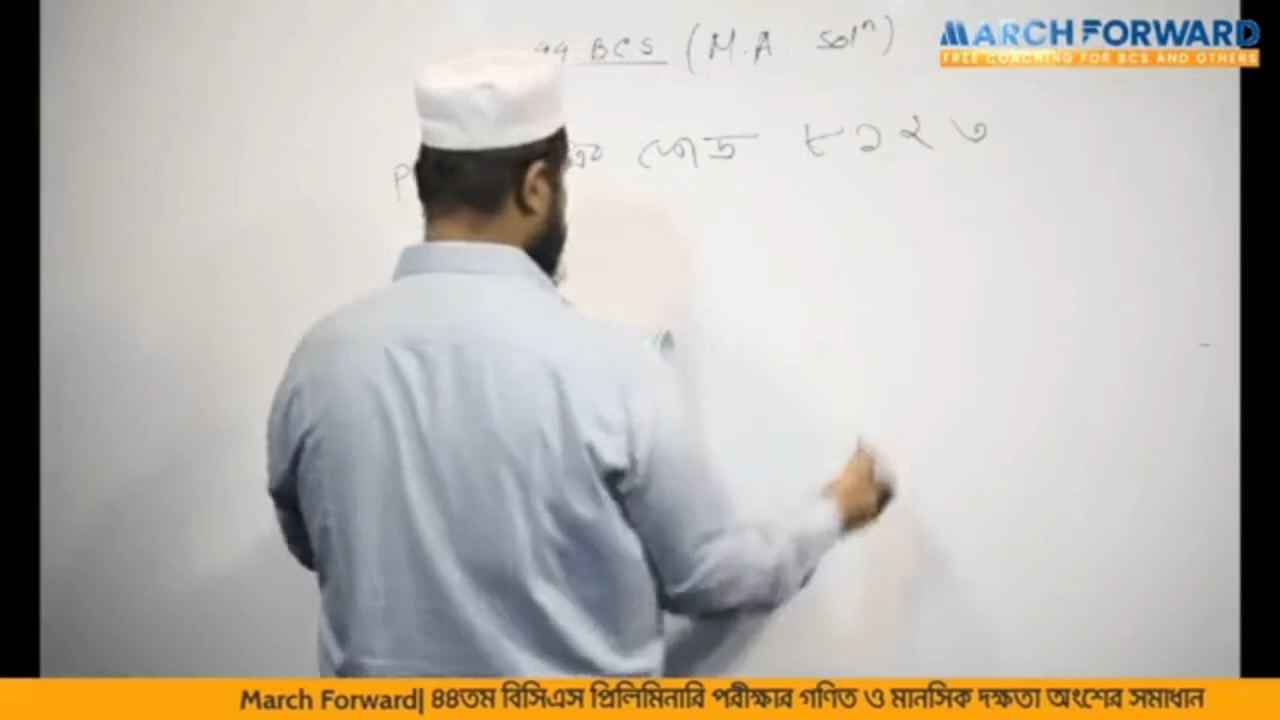 MARCH FORWARD
FREE COACHING FOR BCS AND OTHERS
BCS (M.A. Solⁿ)
কোড ৮১২৩
March Forward| ৪৪তম বিসিএস প্রিলিমিনারি পরীক্ষার গণিত ও মানসিক দক্ষতা অংশের সমাধান